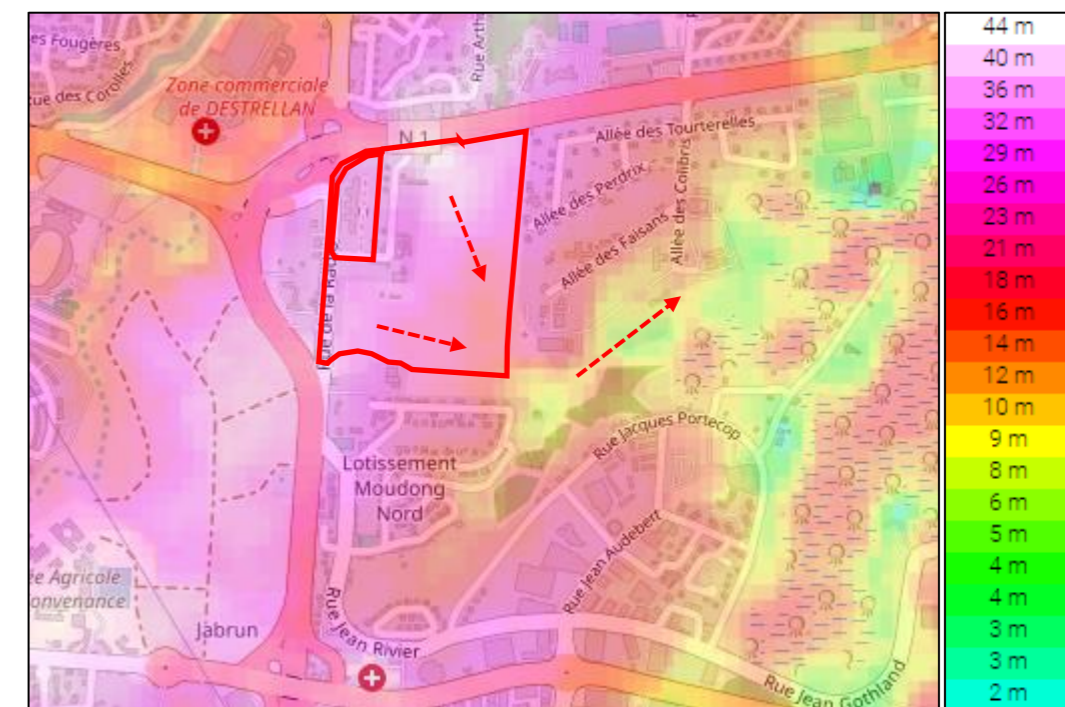 es Fougères
Rue des Corolles
Zone commerciale
de DESTRELLAN
Rue Arth
N 1
Allée des Tourterelles
Allée des Perdrix
Allée des Colibris
Allée des Faisans
Rue de la Ra
Rue Jacques Portecop
Lotissement
Moudong
Nord
Rue Jean Audebert
ée Agricole
onvenance
Jabrun
Rue Jean Rivier
Rue Jean Gothland
44 m
40 m
36 m
32 m
29 m
26 m
23 m
21 m
18 m
16 m
14 m
12 m
10 m
9 m
8 m
6 m
5 m
4 m
4 m
3 m
3 m
2 m